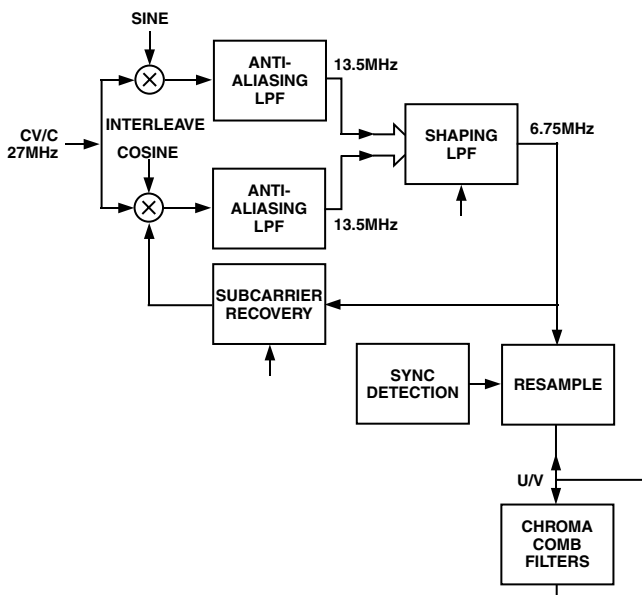 SINE
ANTI-
ALIASING
LPF
13.5MHz
CV/C
27MHz
INTERLEAVE
COSINE
SHAPING
LPF
6.75MHz
ANTI-
ALIASING
LPF
13.5MHz
SUBCARRIER
RECOVERY
SYNC
DETECTION
RESAMPLE
U/V
CHROMA
COMB
FILTERS